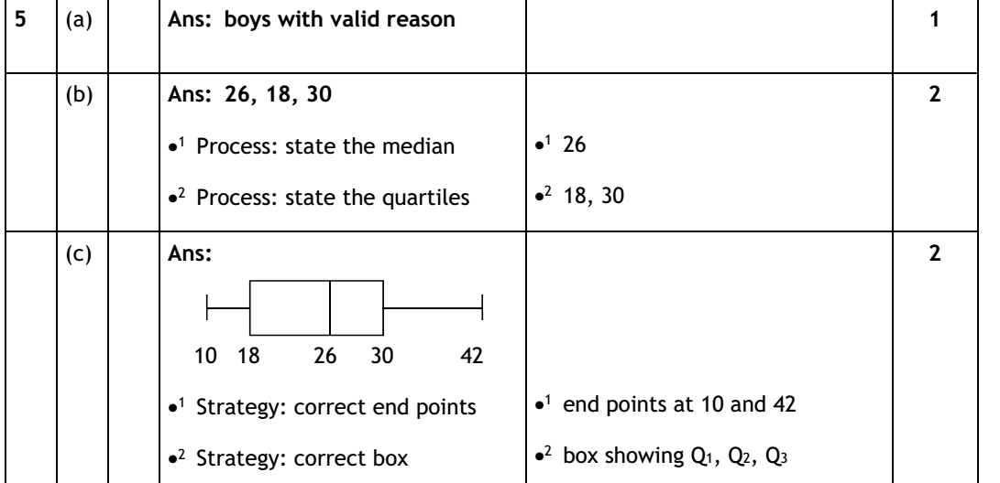 5 (a) Ans: boys with valid reason 1
(b) Ans: 26, 18, 30 2
●¹ Process: state the median ●¹ 26
●² Process: state the quartiles ●² 18, 30
(c) Ans: 2
10 18 26 30 42
●¹ Strategy: correct end points ●¹ end points at 10 and 42
●² Strategy: correct box ●² box showing Q₁, Q₂, Q₃